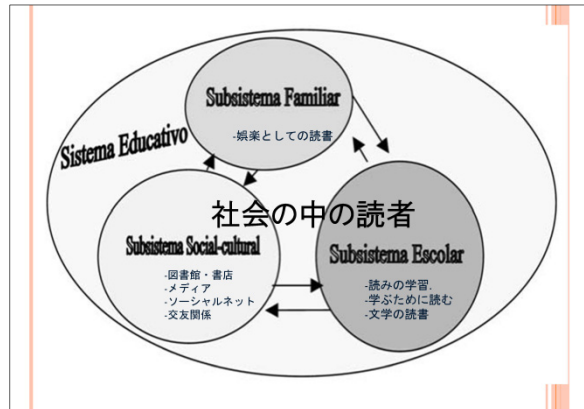 Subsistema Familiar
-娯楽としての読書
Sistema Educativo
社会の中の読者
Subsistema Social-cultural
-図書館・書店
-メディア
-ソーシャルネット
-交友関係
Subsistema Escolar
-読みの学習.
-学ぶために読む
-文学の読書